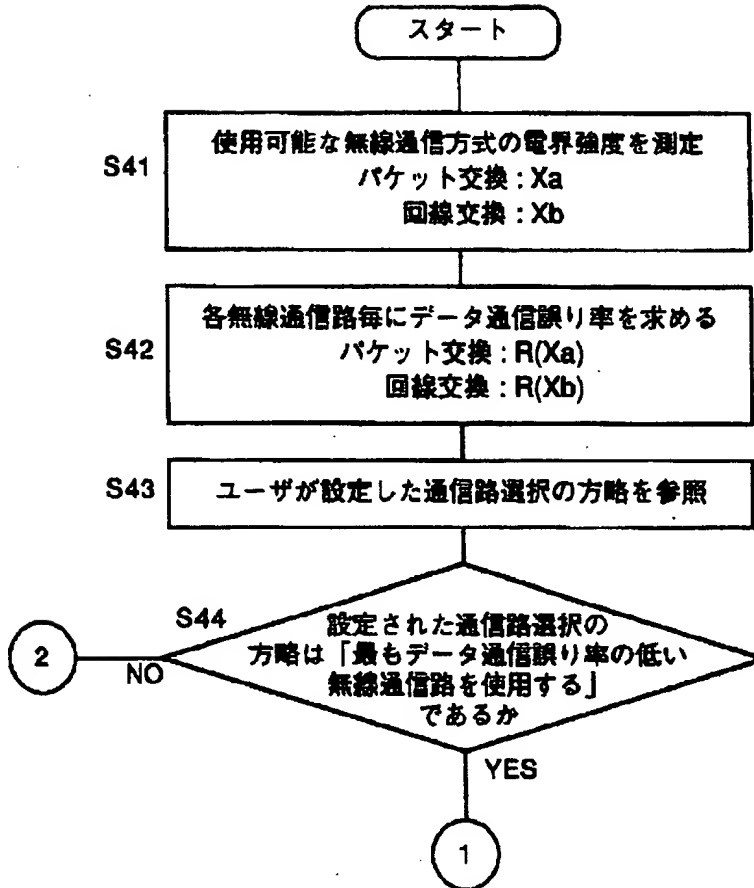 スタート
S41
使用可能な無線通信方式の電界強度を測定
パケット交換：Xa
回線交換：Xb
S42
各無線通信路毎にデータ通信誤り率を求める
パケット交換：R(Xa)
回線交換：R(Xb)
S43
ユーザが設定した通信路選択の方略を参照
S44
設定された通信路選択の
方略は「最もデータ通信誤り率の低い
無線通信路を使用する」
であるか
2
NO
YES
1